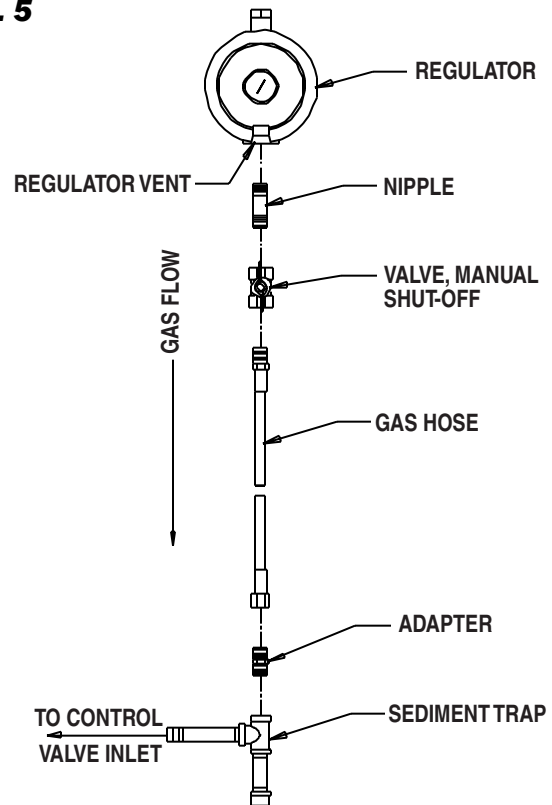 . 5
REGULATOR
REGULATOR VENT
NIPPLE
GAS FLOW
VALVE, MANUAL
SHUT-OFF
GAS HOSE
ADAPTER
SEDIMENT TRAP
TO CONTROL
VALVE INLET